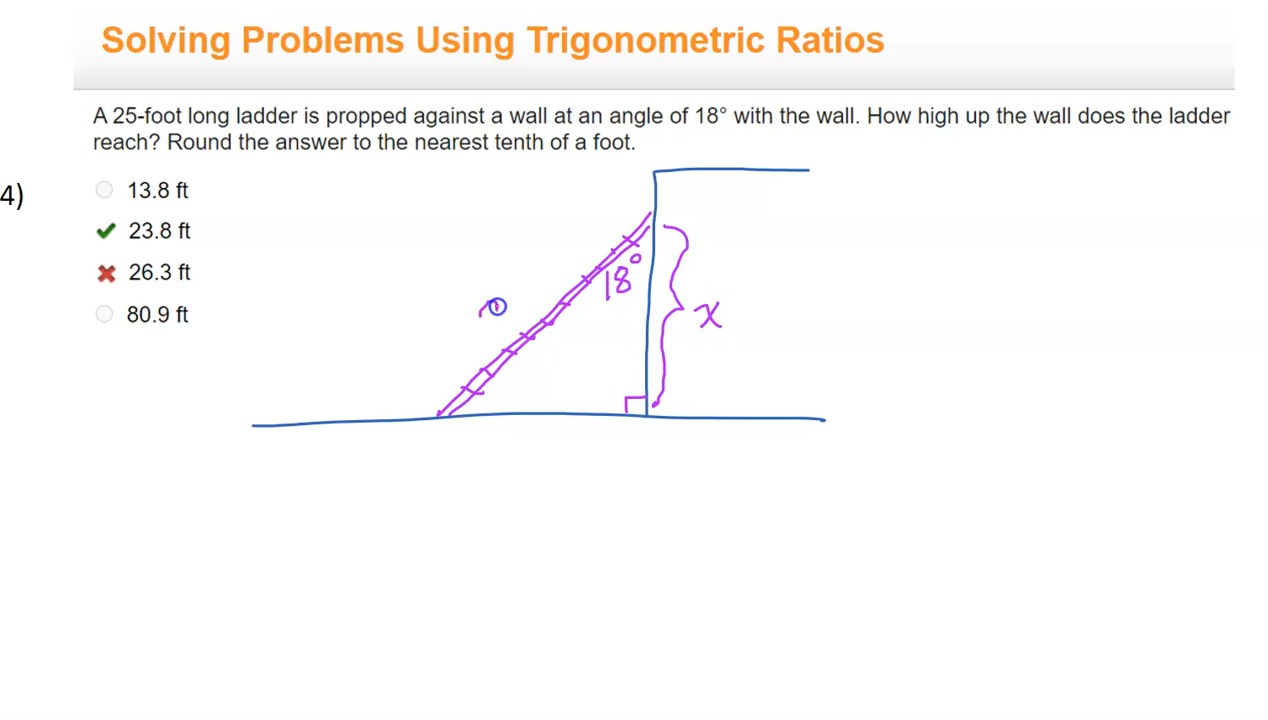 Solving Problems Using Trigonometric Ratios
A 25-foot long ladder is propped against a wall at an angle of 18° with the wall. How high up the wall does the ladder
reach? Round the answer to the nearest tenth of a foot.
4)
13.8 ft
23.8 ft
26.3 ft
80.9 ft
18°
x